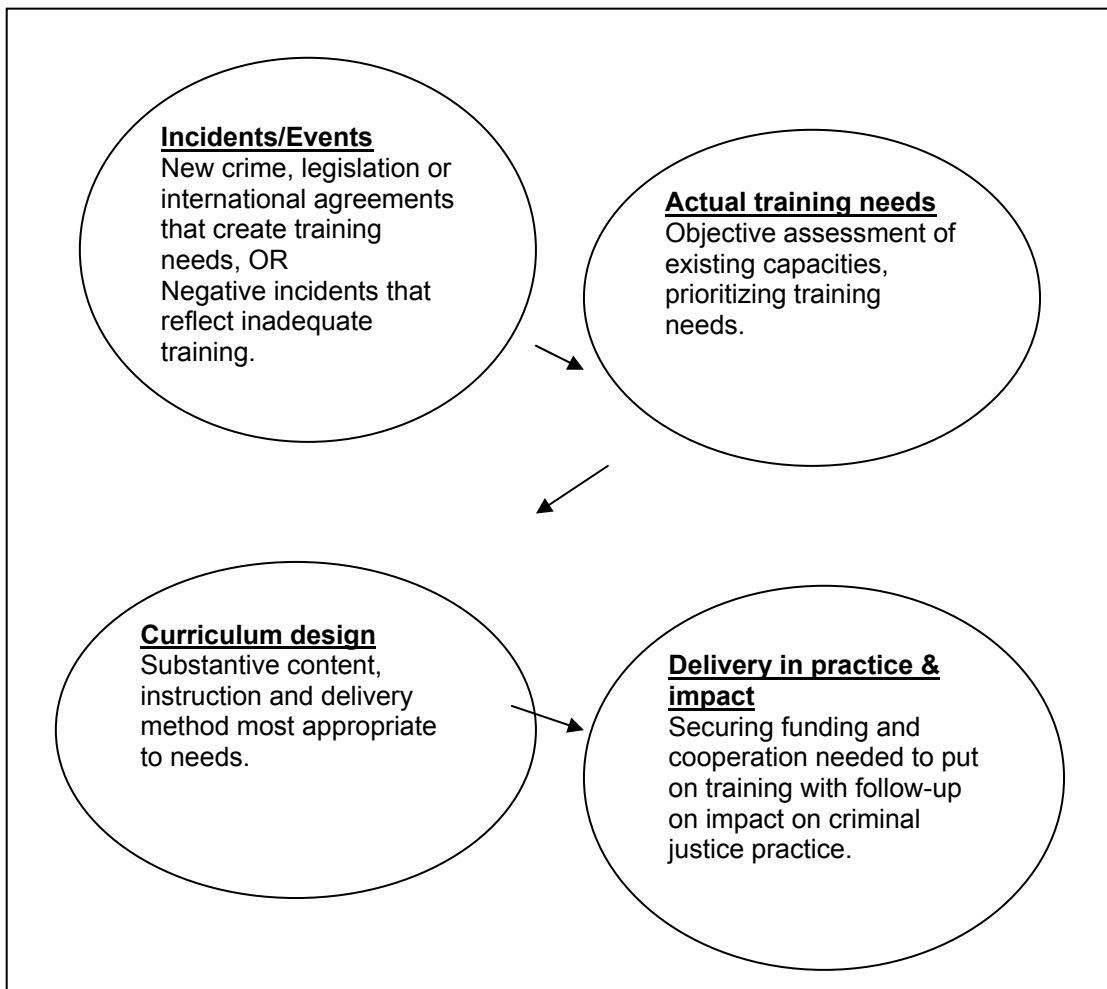 Incidents/Events
New crime, legislation or
international agreements
that create training
needs, OR
Negative incidents that
reflect inadequate
training.
Actual training needs
Objective assessment of
existing capacities,
prioritizing training
needs.
Curriculum design
Substantive content,
instruction and delivery
method most appropriate
to needs.
Delivery in practice &
impact
Securing funding and
cooperation needed to put
on training with follow-up
on impact on criminal
justice practice.